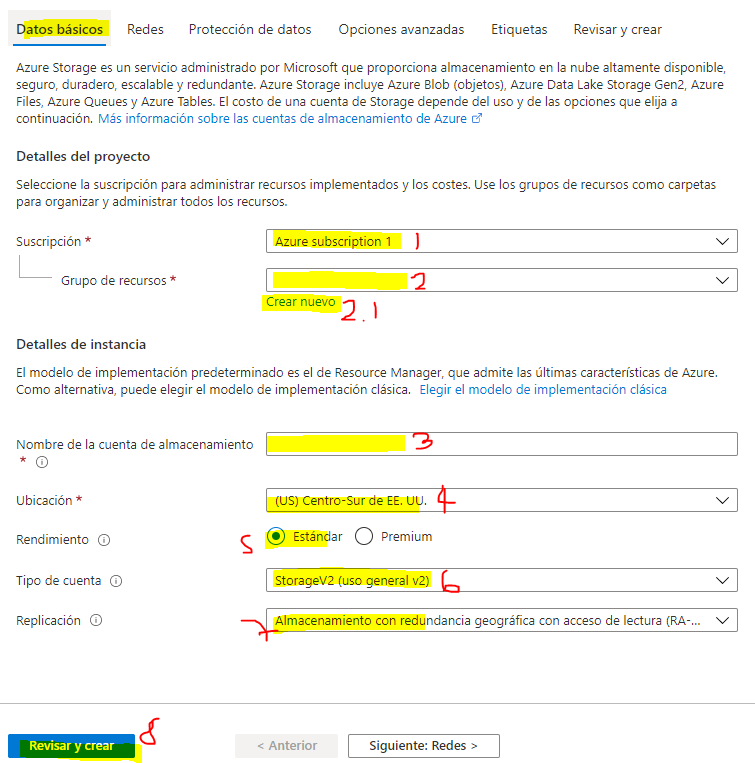 Datos básicos Redes Protección de datos Opciones avanzadas Etiquetas Revisar y crear
Azure Storage es un servicio administrado por Microsoft que proporciona almacenamiento en la nube altamente disponible,
seguro, duradero, escalable y redundante. Azure Storage incluye Azure Blob (objetos), Azure Data Lake Storage Gen2, Azure
Files, Azure Queues y Azure Tables. El costo de una cuenta de Storage depende del uso y de las opciones que elija a
continuación. Más información sobre las cuentas de almacenamiento de Azure
Detalles del proyecto
Seleccione la suscripción para administrar recursos implementados y los costes. Use los grupos de recursos como carpetas
para organizar y administrar todos los recursos.
Suscripción * Azure subscription 1 1
Grupo de recursos * 2
Crear nuevo 2.1
Detalles de instancia
El modelo de implementación predeterminado es el de Resource Manager, que admite las últimas características de Azure.
Como alternativa, puede elegir el modelo de implementación clásica. Elegir el modelo de implementación clásica
Nombre de la cuenta de almacenamiento 3
*
Ubicación * (US) Centro-Sur de EE. UU. 4
Rendimiento 5 Estándar Premium
Tipo de cuenta StorageV2 (uso general v2) 6
Replicación 7 Almacenamiento con redundancia geográfica con acceso de lectura (RA-...
Revisar y crear 8 < Anterior Siguiente: Redes >